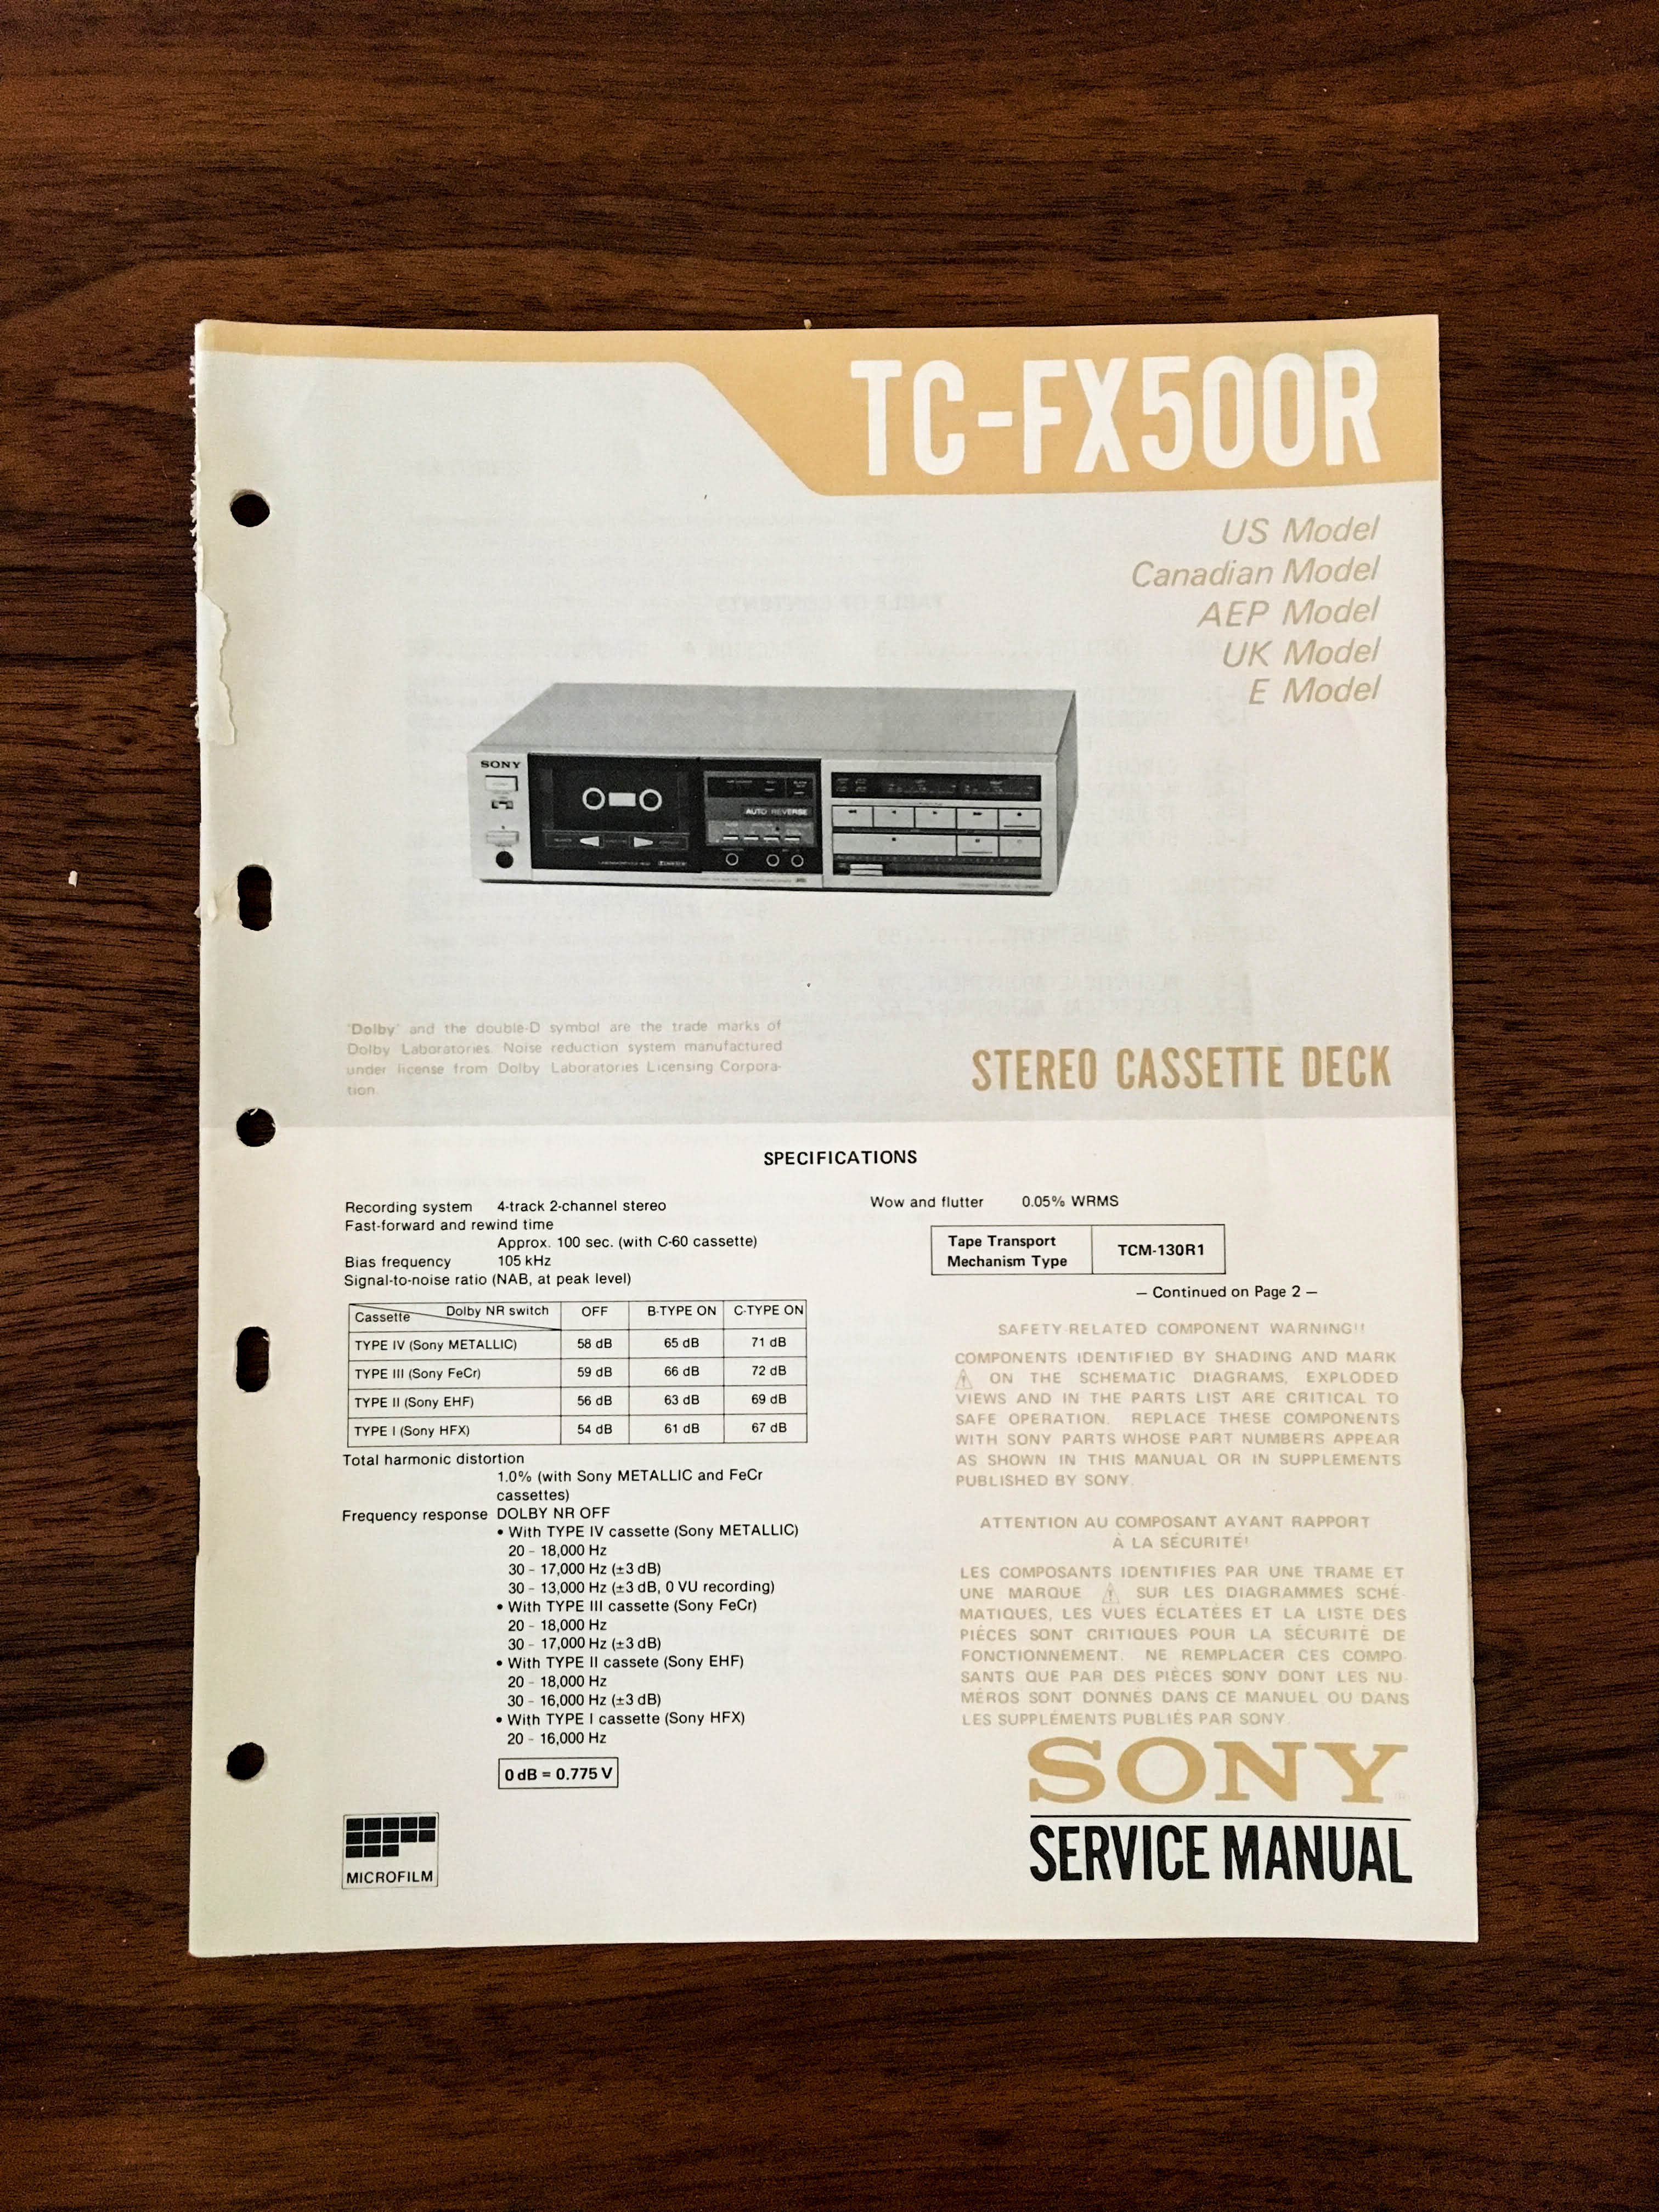 TC-FX500R
US Model
Canadian Model
AEP Model
UK Model
E Model
SONY
AUTO REVERSE
"Dolby" and the double-D symbol are the trade marks of
Dolby Laboratories. Noise reduction system manufactured
under license from Dolby Laboratories Licensing Corpora-
tion.
STEREO CASSETTE DECK
SPECIFICATIONS
Recording system 4-track 2-channel stereo
Fast-forward and rewind time
Approx. 100 sec. (with C-60 cassette)
Bias frequency 105 kHz
Signal-to-noise ratio (NAB, at peak level)
Cassette Dolby NR switch OFF B-TYPE ON C-TYPE ON
TYPE IV (Sony METALLIC) 58 dB 65 dB 71 dB
TYPE III (Sony FeCr) 59 dB 66 dB 72 dB
TYPE II (Sony EHF) 56 dB 63 dB 69 dB
TYPE I (Sony HFX) 54 dB 61 dB 67 dB
Total harmonic distortion
1.0% (with Sony METALLIC and FeCr
cassettes)
Frequency response DOLBY NR OFF
• With TYPE IV cassette (Sony METALLIC)
20 – 18,000 Hz
30 – 17,000 Hz (±3 dB)
30 – 13,000 Hz (±3 dB, 0 VU recording)
• With TYPE III cassette (Sony FeCr)
20 – 18,000 Hz
30 – 17,000 Hz (±3 dB)
• With TYPE II cassete (Sony EHF)
20 – 18,000 Hz
30 – 16,000 Hz (±3 dB)
• With TYPE I cassette (Sony HFX)
20 – 16,000 Hz
0 dB = 0.775 V
MICROFILM
Wow and flutter 0.05% WRMS
Tape Transport
Mechanism Type TCM-130R1
— Continued on Page 2 —
SAFETY-RELATED COMPONENT WARNING!!
COMPONENTS IDENTIFIED BY SHADING AND MARK
⚠ ON THE SCHEMATIC DIAGRAMS, EXPLODED
VIEWS AND IN THE PARTS LIST ARE CRITICAL TO
SAFE OPERATION. REPLACE THESE COMPONENTS
WITH SONY PARTS WHOSE PART NUMBERS APPEAR
AS SHOWN IN THIS MANUAL OR IN SUPPLEMENTS
PUBLISHED BY SONY.
ATTENTION AU COMPOSANT AYANT RAPPORT
À LA SÉCURITÉ!
LES COMPOSANTS IDENTIFIÉS PAR UNE TRAME ET
UNE MARQUE ⚠ SUR LES DIAGRAMMES SCHÉ-
MATIQUES, LES VUES ÉCLATÉES ET LA LISTE DES
PIÈCES SONT CRITIQUES POUR LA SÉCURITÉ DE
FONCTIONNEMENT. NE REMPLACER CES COMPO-
SANTS QUE PAR DES PIÈCES SONY DONT LES NU-
MÉROS SONT DONNÉS DANS CE MANUEL OU DANS
LES SUPPLÉMENTS PUBLIÉS PAR SONY.
SONY
SERVICE MANUAL